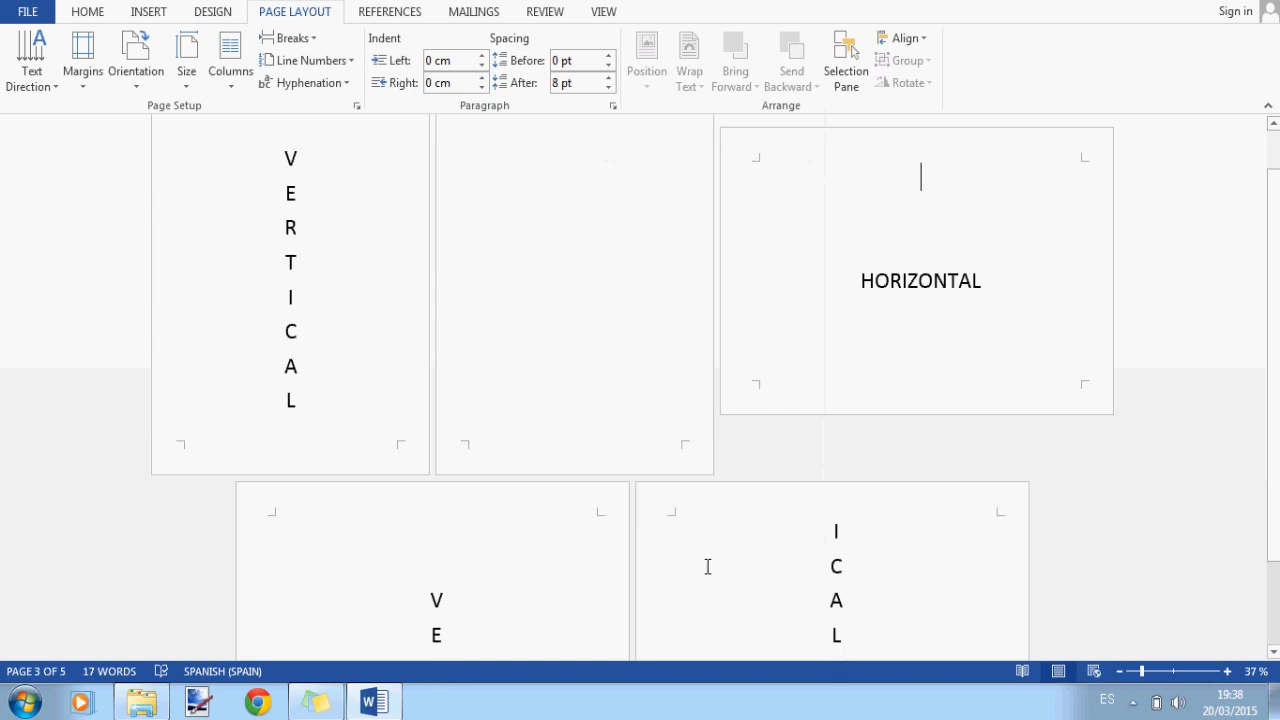 FILE HOME INSERT DESIGN PAGE LAYOUT REFERENCES MAILINGS REVIEW VIEW Sign in
Text Direction
Margins
Orientation
Size
Columns
Breaks
Line Numbers
Hyphenation
Page Setup
Indent
Left: 0 cm
Right: 0 cm
Spacing
Before: 0 pt
After: 8 pt
Paragraph
Position
Wrap Text
Bring Forward
Send Backward
Selection Pane
Align
Group
Rotate
Arrange
V
E
R
T
I
C
A
L
HORIZONTAL
V
E
I
C
A
L
PAGE 3 OF 5 17 WORDS SPANISH (SPAIN) 37 %
ES 19:38
20/03/2015